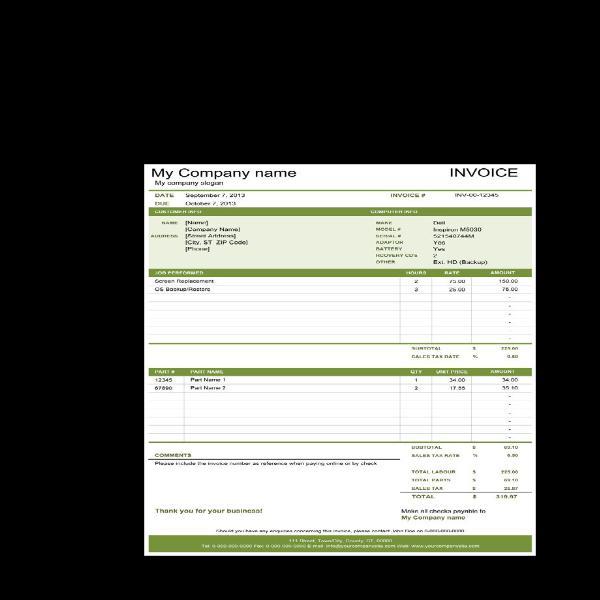 My Company name INVOICE
My company slogan
DATE September 7, 2013 INVOICE # INV-00-12345
DUE October 7, 2013
CUSTOMER INFO COMPUTER INFO
NAME [Name] MAKE Dell
[Company Name] MODEL # Inspiron M5030
ADDRESS [Street Address] SERIAL #
[City, ST ZIP Code] ADAPTOR Yes
[Phone] BATTERY Yes
RCOVERY CD'S 2
OTHER Ext. HD (Backup)
JOB PERFORMED HOURS RATE AMOUNT
Screen Replacement 2 75.00 150.00
OS Backup/Restore 3 25.00 75.00
-
-
-
-
-
SUBTOTAL $ 225.00
SALES TAX RATE %
PART # PART NAME QTY UNIT PRICE AMOUNT
12345 Part Name 1 1 34.00 34.00
67890 Part Name 2 2 17.55 35.10
-
-
-
-
-
-
SUBTOTAL $ 69.10
COMMENTS SALES TAX RATE %
Please include the invoice number as reference when paying online or by check
TOTAL LABOUR $ 225.00
TOTAL PARTS $ 69.10
SALES TAX $
TOTAL $ 319.97
Thank you for your business! Make all checks payable to
My Company name
Should you have any enquiries concerning this invoice, please contact John Doe on 0-000-000-0000
111 Street, Town/City, County, ST, 00000
Tel: 0-000-000-0000 Fax: 0-000-000-0000 E-mail: info@yourcompanysite.com Web: www.yourcompanysite.com